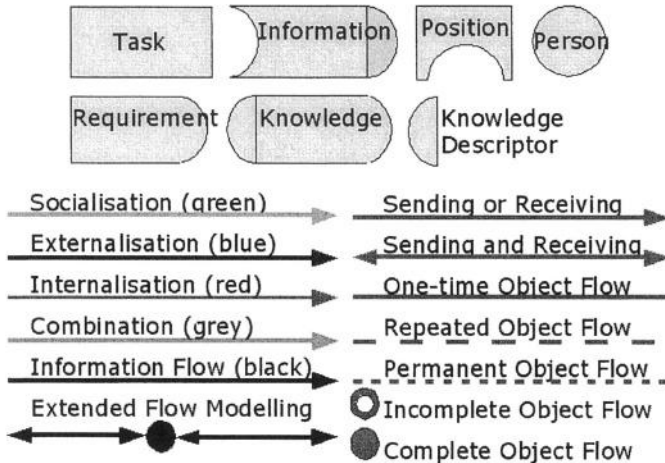 Task
Information
Position
Person
Requirement
Knowledge
Knowledge
Descriptor
Socialisation (green)
Sending or Receiving
Externalisation (blue)
Sending and Receiving
Internalisation (red)
One-time Object Flow
Combination (grey)
Repeated Object Flow
Information Flow (black)
Permanent Object Flow
Extended Flow Modelling
Incomplete Object Flow
Complete Object Flow